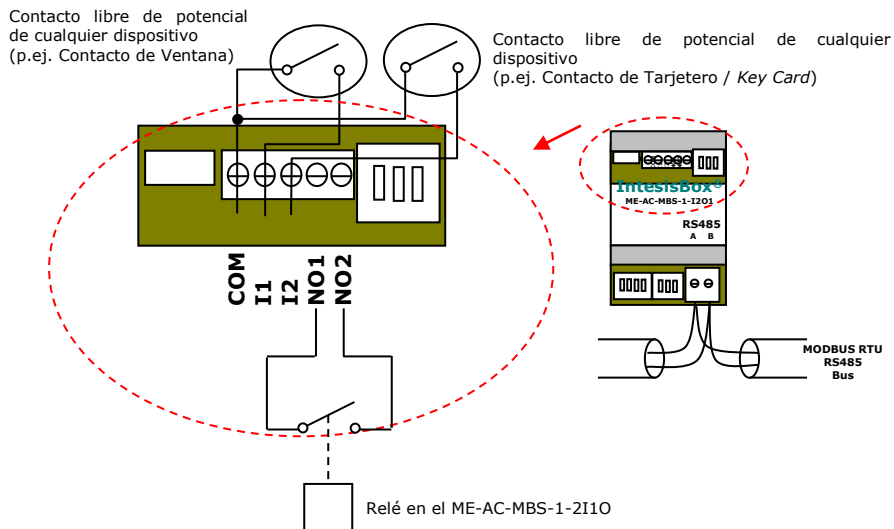 Contacto libre de potencial
de cualquier dispositivo
(p.ej. Contacto de Ventana)
Contacto libre de potencial de cualquier
dispositivo
(p.ej. Contacto de Tarjetero / Key Card)
COM
I1
I2
NO1
NO2
IntesisBox®
ME-AC-MBS-1-I2O1
RS485
A B
MODBUS RTU
RS485
Bus
Relé en el ME-AC-MBS-1-2I1O